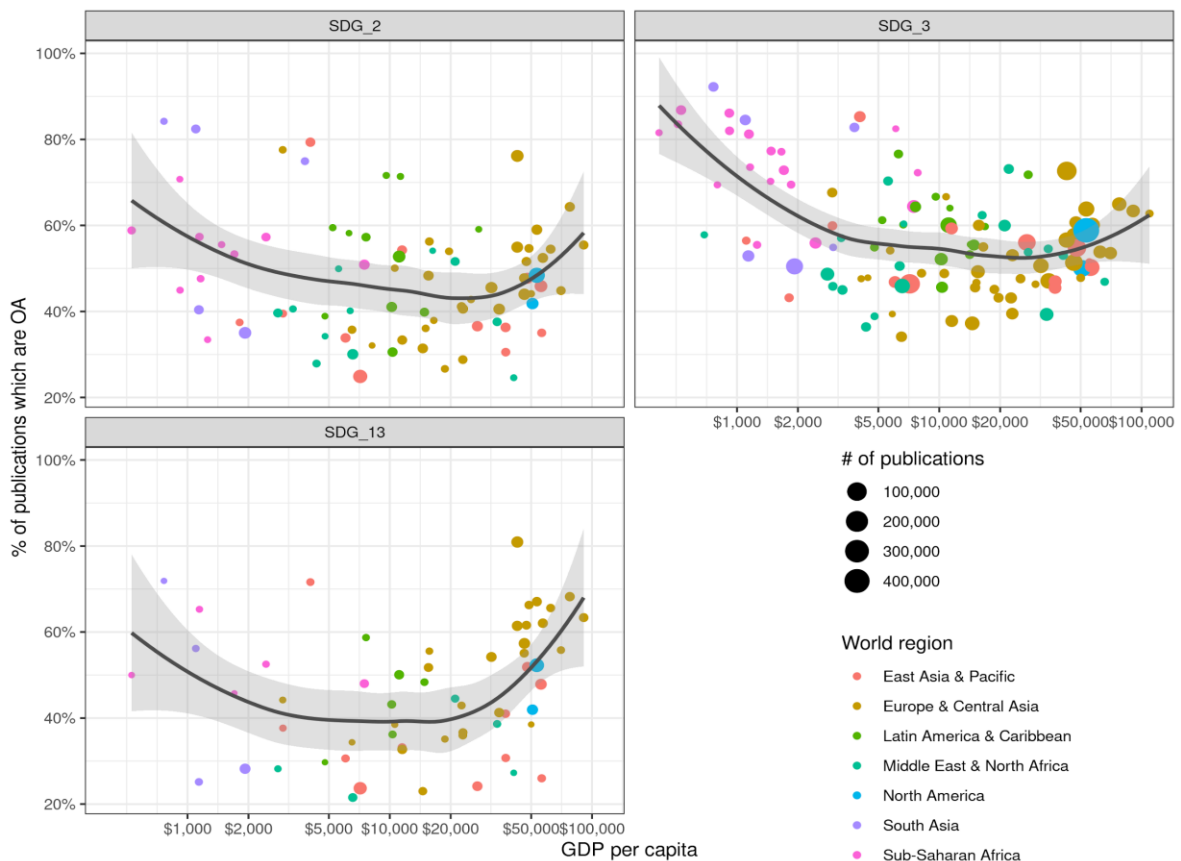 SDG_2
SDG_3
100%
80%
60%
40%
20%
% of publications which are OA
$1,000 $2,000 $5,000 $10,000 $20,000 $50,000 $100,000
SDG_13
100%
80%
60%
40%
20%
$1,000 $2,000 $5,000 $10,000 $20,000 $50,000 $100,000
GDP per capita
# of publications
100,000
200,000
300,000
400,000
World region
East Asia & Pacific
Europe & Central Asia
Latin America & Caribbean
Middle East & North Africa
North America
South Asia
Sub-Saharan Africa